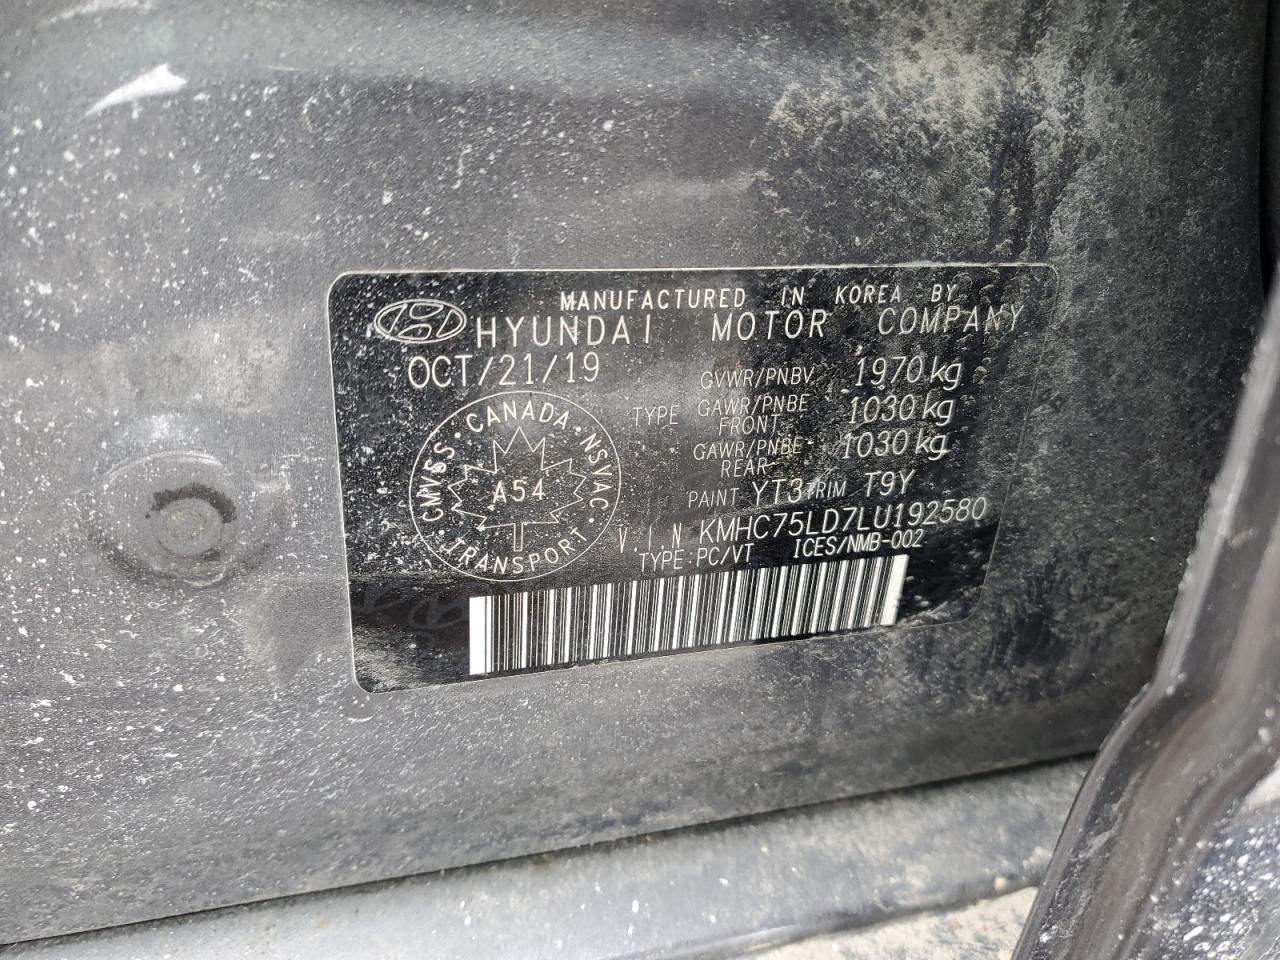 MANUFACTURED IN KOREA BY
HYUNDAI MOTOR COMPANY
OCT/21/19
GVWR/PNBV 1970 kg
TYPE GAWR/PNBE FRONT 1030 kg
GAWR/PNBE REAR 1030 kg
CMVSS · CANADA · NSVAC · TRANSPORT ·
A54
PAINT YT3 TRIM T9Y
V I N KMHC75LD7LU192580
TYPE:PC/VT ICES/NMB-002